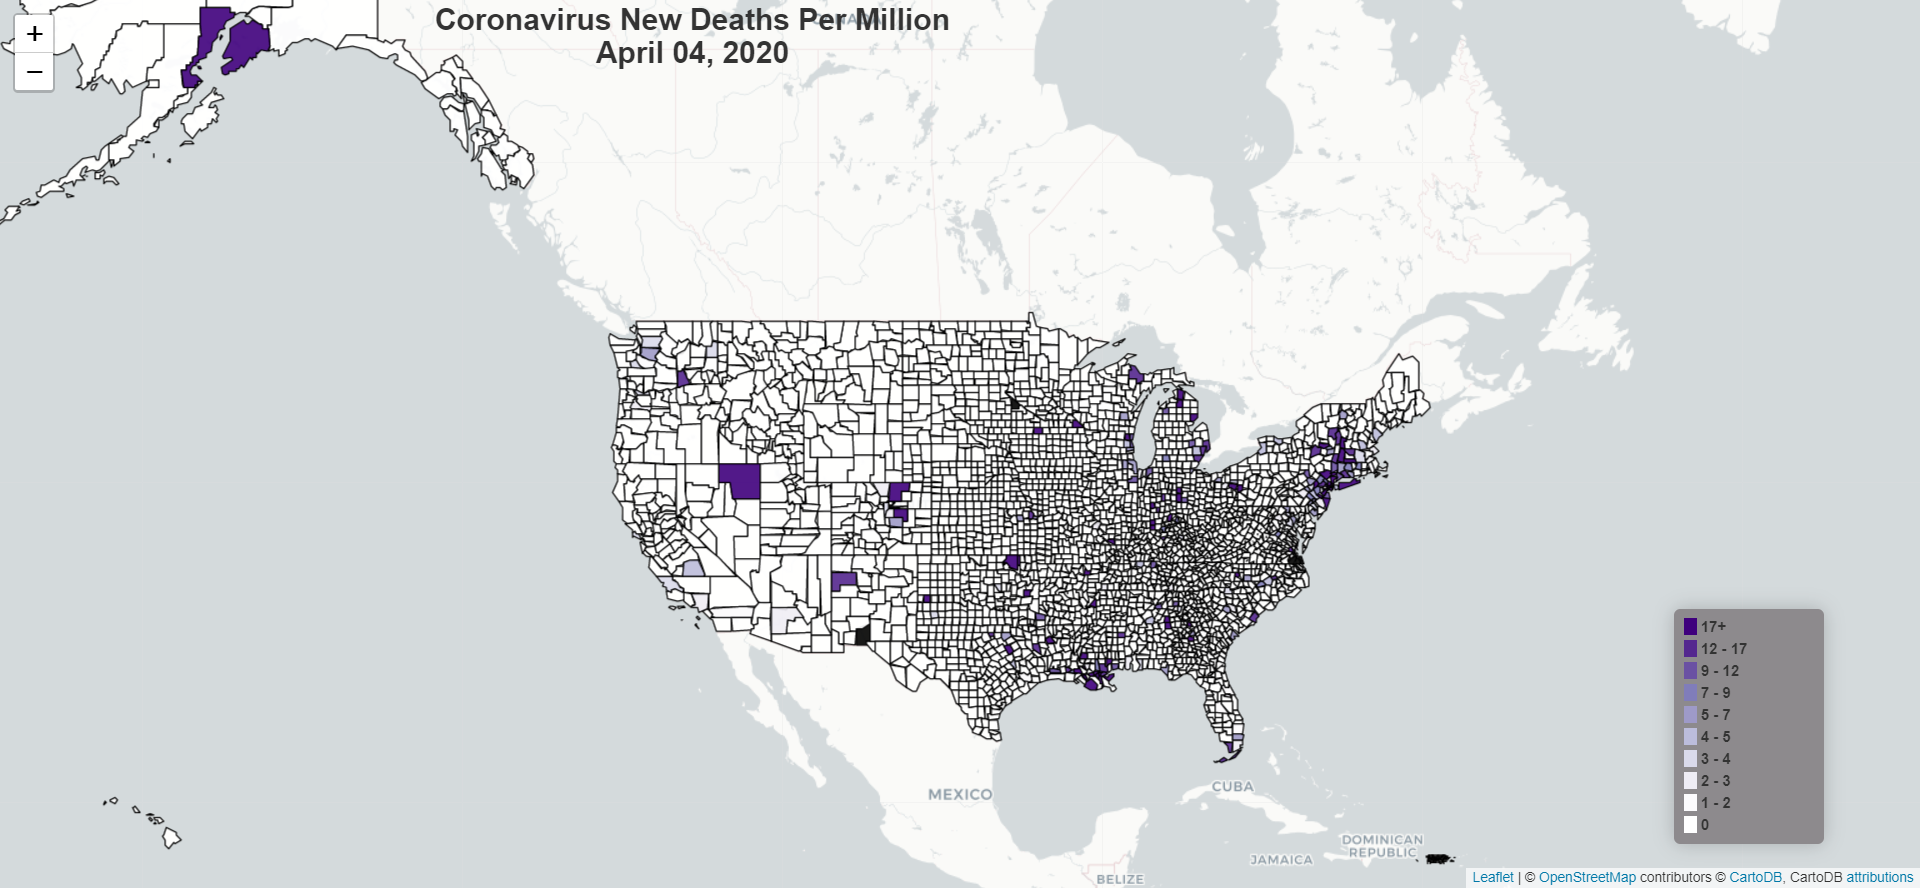 +
−
Coronavirus New Deaths Per Million
April 04, 2020
CANADA
MEXICO
CUBA
DOMINICAN
REPUBLIC
JAMAICA
BELIZE
17+
12 - 17
9 - 12
7 - 9
5 - 7
4 - 5
3 - 4
2 - 3
1 - 2
0
Leaflet | © OpenStreetMap contributors © CartoDB, CartoDB attributions